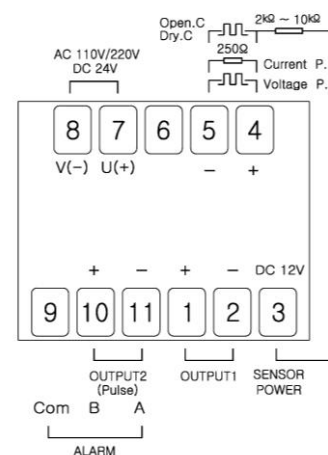 Open.C 2kΩ ~ 10kΩ
Dry.C
AC 110V/220V 250Ω
DC 24V Current P.
Voltage P.
8 7 6 5 4
V(-) U(+) - +
+ - + - DC 12V
9 10 11 1 2 3
OUTPUT2 OUTPUT1 SENSOR
(Pulse) POWER
Com B A
ALARM